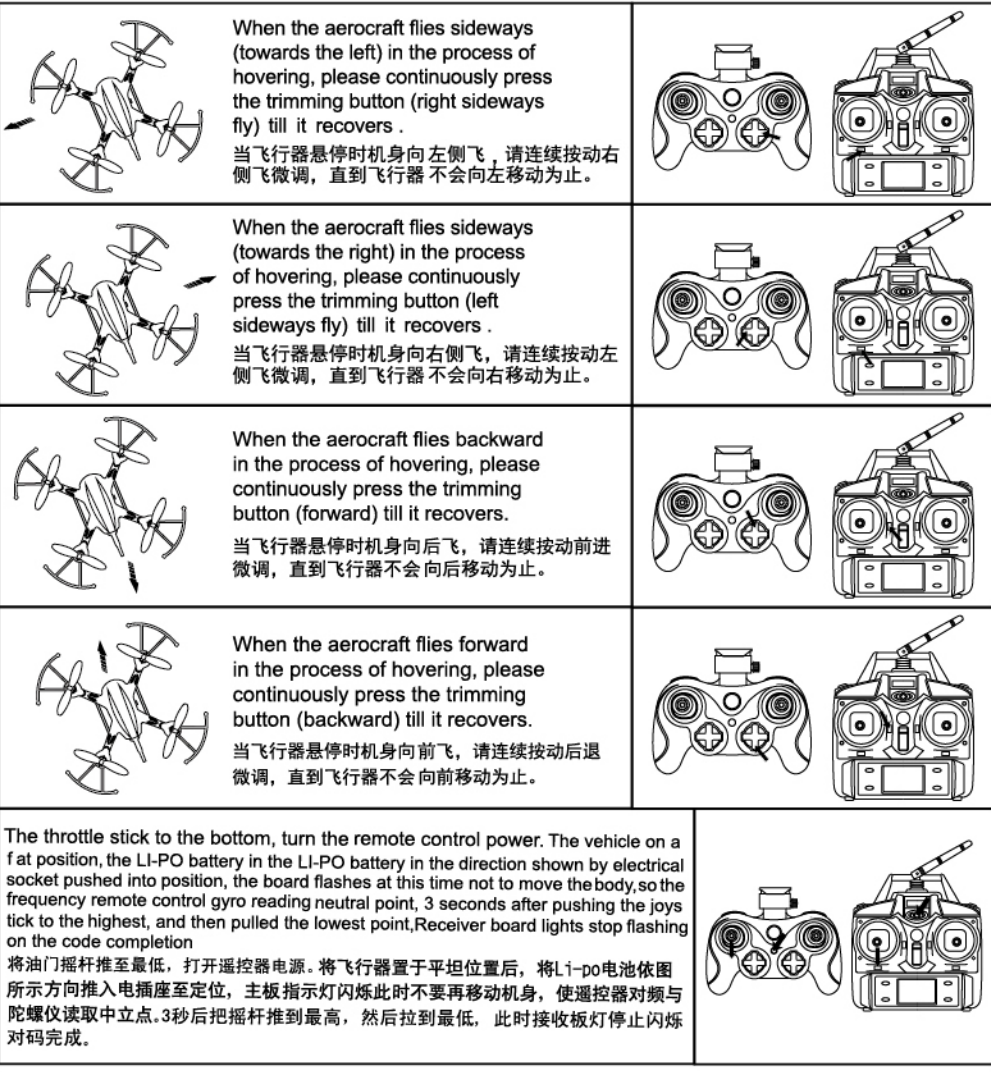 When the aerocraft flies sideways
(towards the left) in the process of
hovering, please continuously press
the trimming button (right sideways
fly) till it recovers .
当飞行器悬停时机身向左侧飞，请连续按动右
侧飞微调，直到飞行器 不会向左移动为止。
When the aerocraft flies sideways
(towards the right) in the process
of hovering, please continuously
press the trimming button (left
sideways fly) till it recovers .
当飞行器悬停时机身向右侧飞，请连续按动左
侧飞微调，直到飞行器 不会向右移动为止。
When the aerocraft flies backward
in the process of hovering, please
continuously press the trimming
button (forward) till it recovers.
当飞行器悬停时机身向后飞，请连续按动前进
微调，直到飞行器不会 向后移动为止。
When the aerocraft flies forward
in the process of hovering, please
continuously press the trimming
button (backward) till it recovers.
当飞行器悬停时机身向前飞，请连续按动后退
微调，直到飞行器不会 向前移动为止。
The throttle stick to the bottom, turn the remote control power. The vehicle on a
f at position, the LI-PO battery in the LI-PO battery in the direction shown by electrical
socket pushed into position, the board flashes at this time not to move the body,so the
frequency remote control gyro reading neutral point, 3 seconds after pushing the joys
tick to the highest, and then pulled the lowest point,Receiver board lights stop flashing
on the code completion
将油门摇杆推至最低，打开遥控器电源。将飞行器置于平坦位置后，将Li-po电池依图
所示方向推入电插座至定位，主板指示灯闪烁此时不要再移动机身，使遥控器对频与
陀螺仪读取中立点。3秒后把摇杆推到最高，然后拉到最低，此时接收板灯停止闪烁
对码完成。